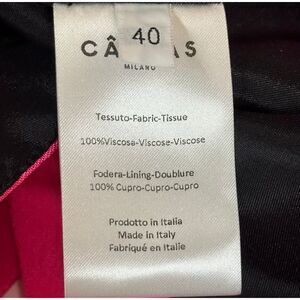 40
MILANO
Tessuto-Fabric-Tissue
100%Viscosa-Viscose-Viscose
Fodera-Lining-Doublure
100% Cupro-Cupro-Cupro
Prodotto in Italia
Made in Italy
Fabriqué en Italie